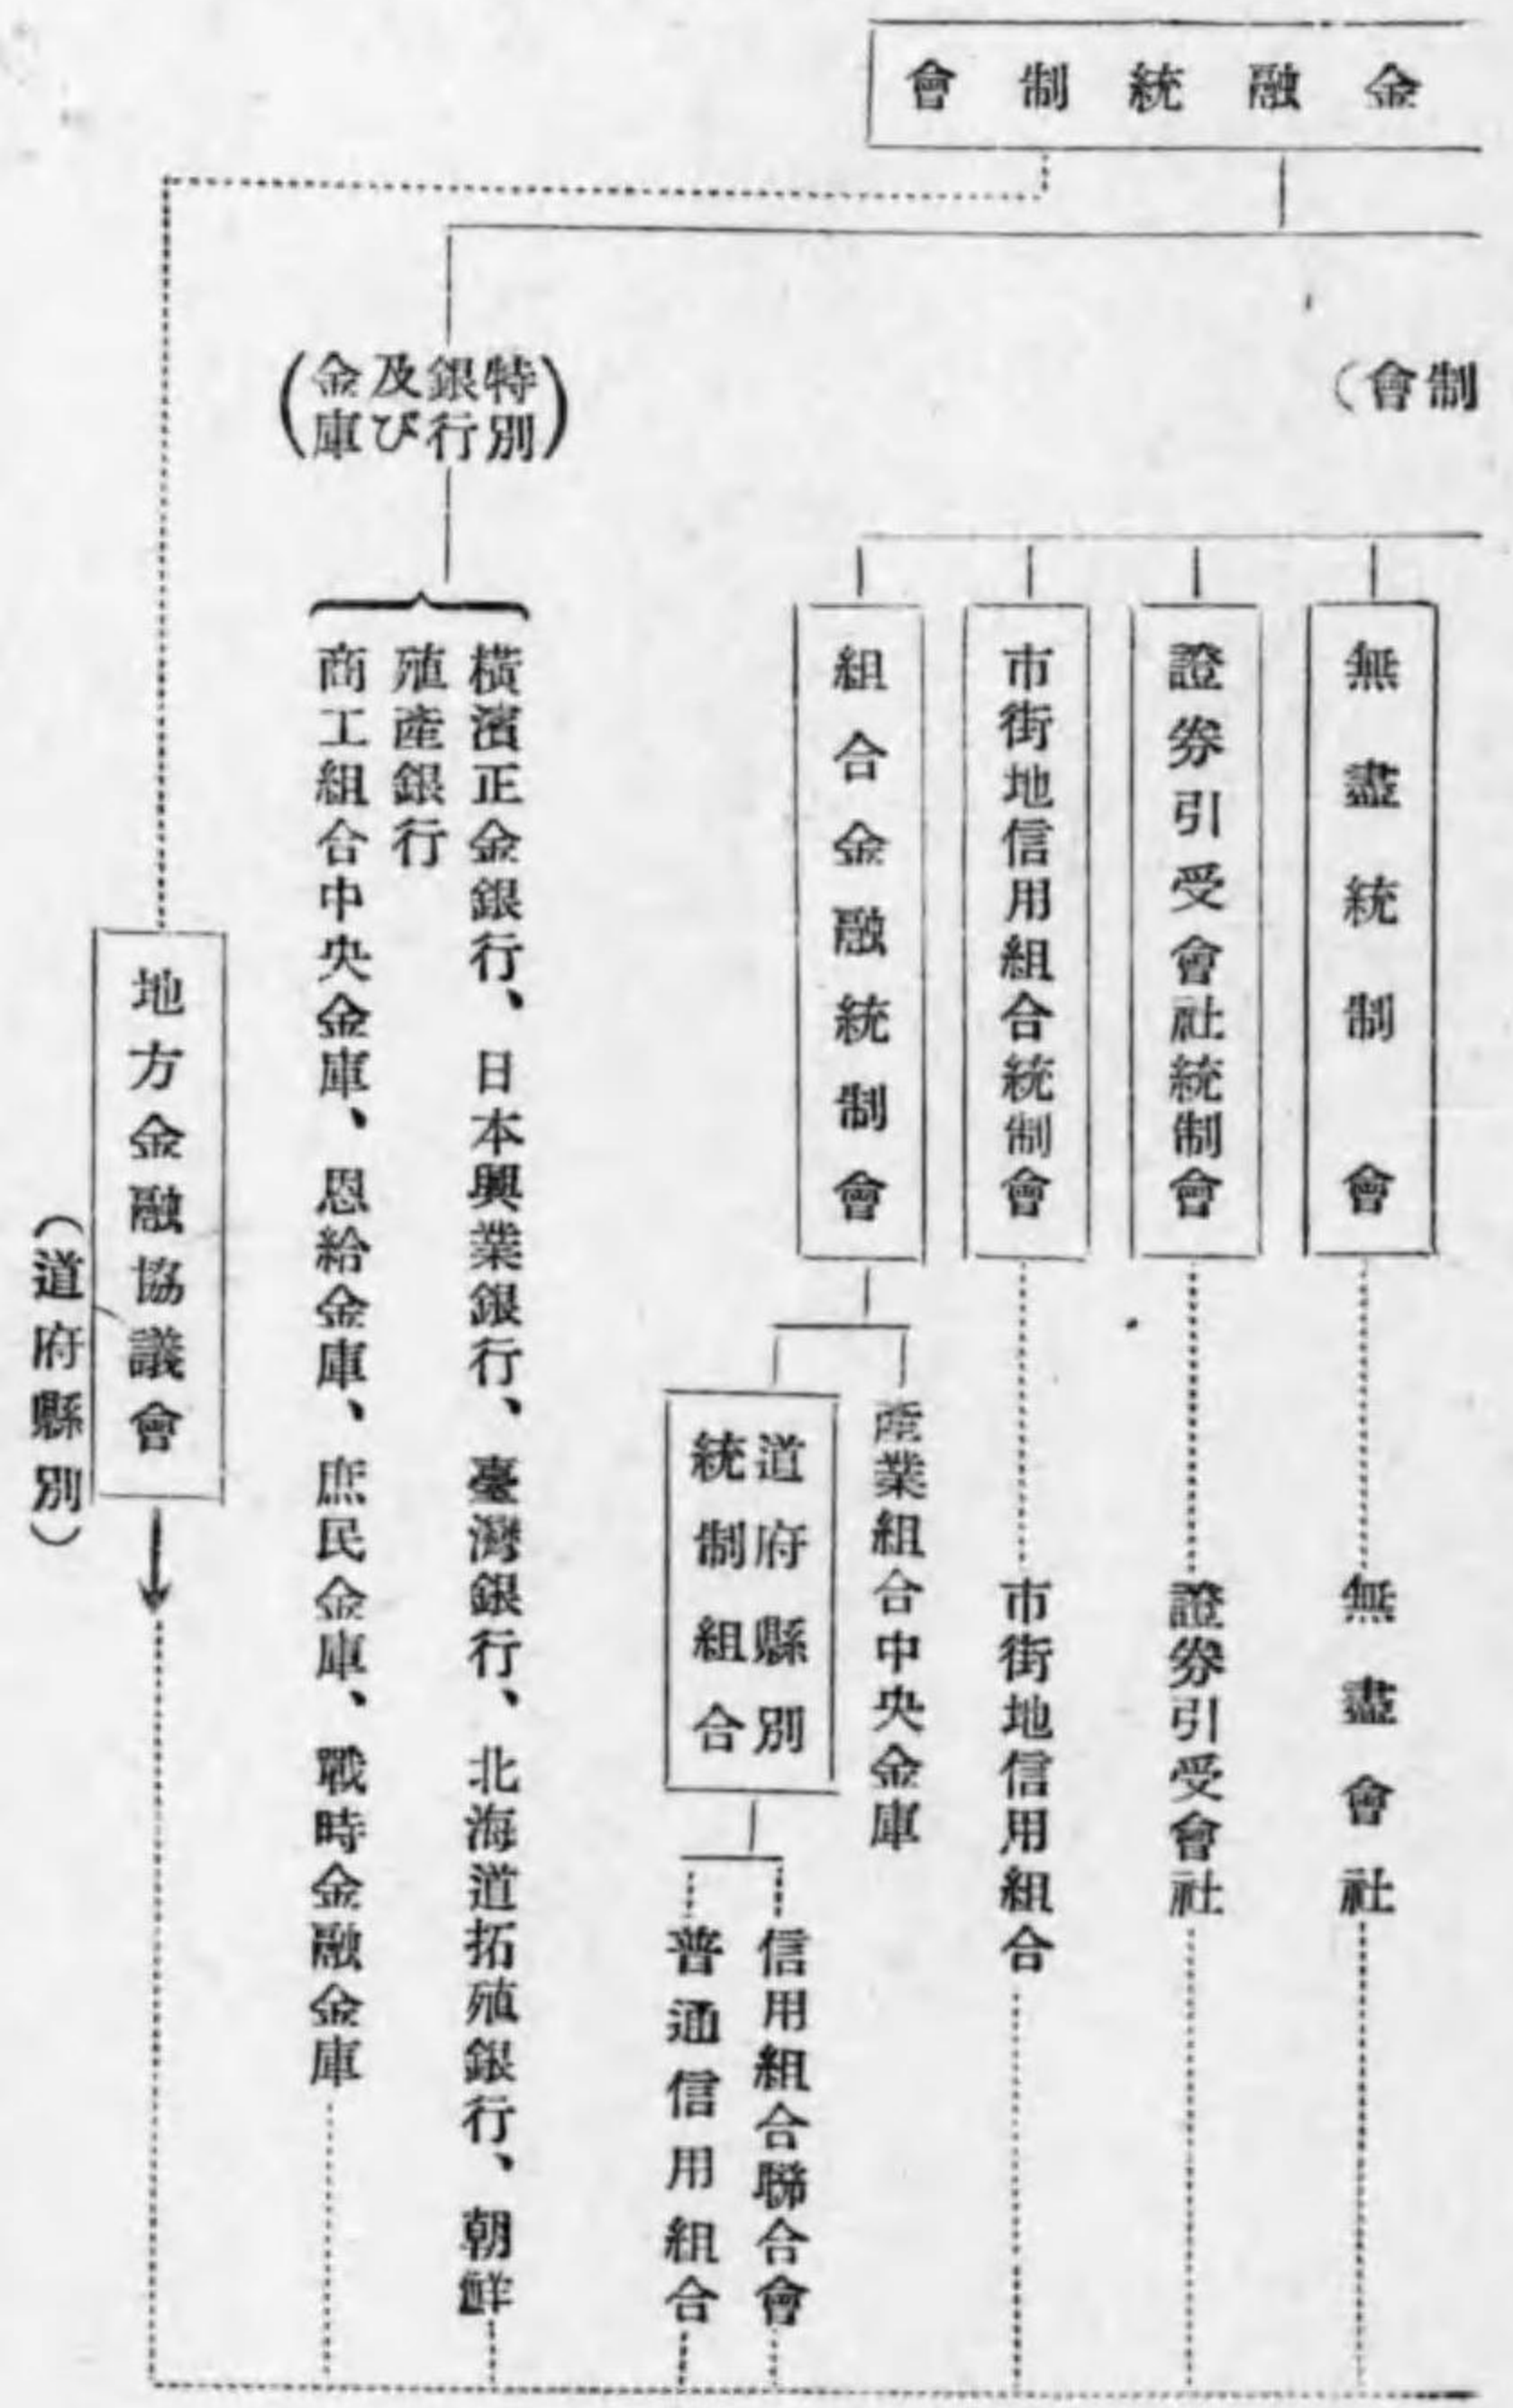 金融統制會
制會)
無盡統制會
無盡會社
證券引受會社統制會
證券引受會社
市街地信用組合統制會
市街地信用組合
組合金融統制會
產業組合中央金庫
道府縣別
統制組合
信用組合聯合會
普通信用組合
(特別
銀行
及び
金庫)
橫濱正金銀行、日本興業銀行、臺灣銀行、北海道拓殖銀行、朝鮮
殖產銀行
商工組合中央金庫、恩給金庫、庶民金庫、戰時金融金庫
地方金融協議會
(道府縣別)